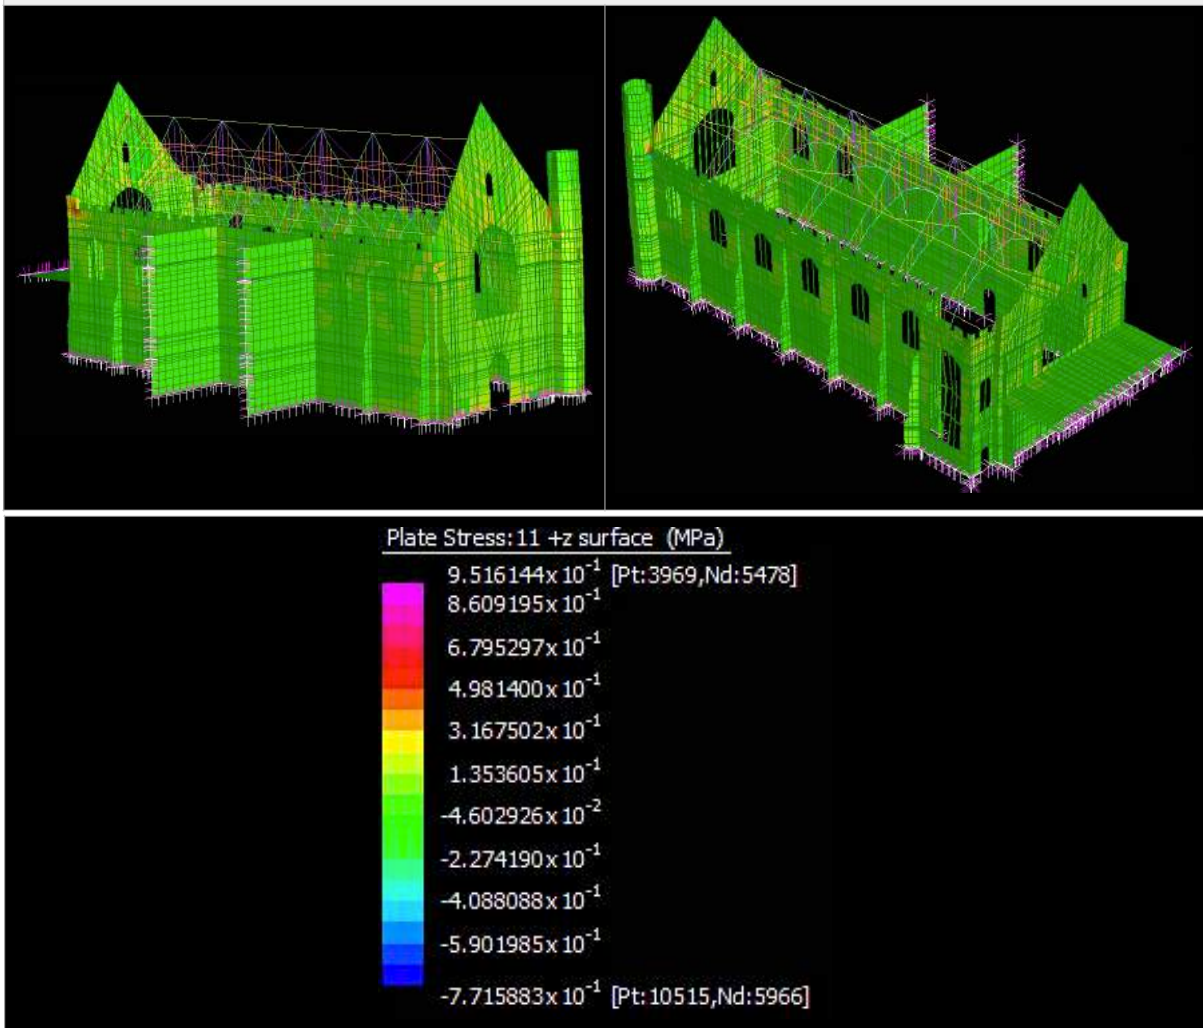 Plate Stress:11 +z surface (MPa)
9.516144x10⁻¹ [Pt:3969,Nd:5478]
8.609195x10⁻¹
6.795297x10⁻¹
4.981400x10⁻¹
3.167502x10⁻¹
1.353605x10⁻¹
-4.602926x10⁻²
-2.274190x10⁻¹
-4.088088x10⁻¹
-5.901985x10⁻¹
-7.715883x10⁻¹ [Pt:10515,Nd:5966]